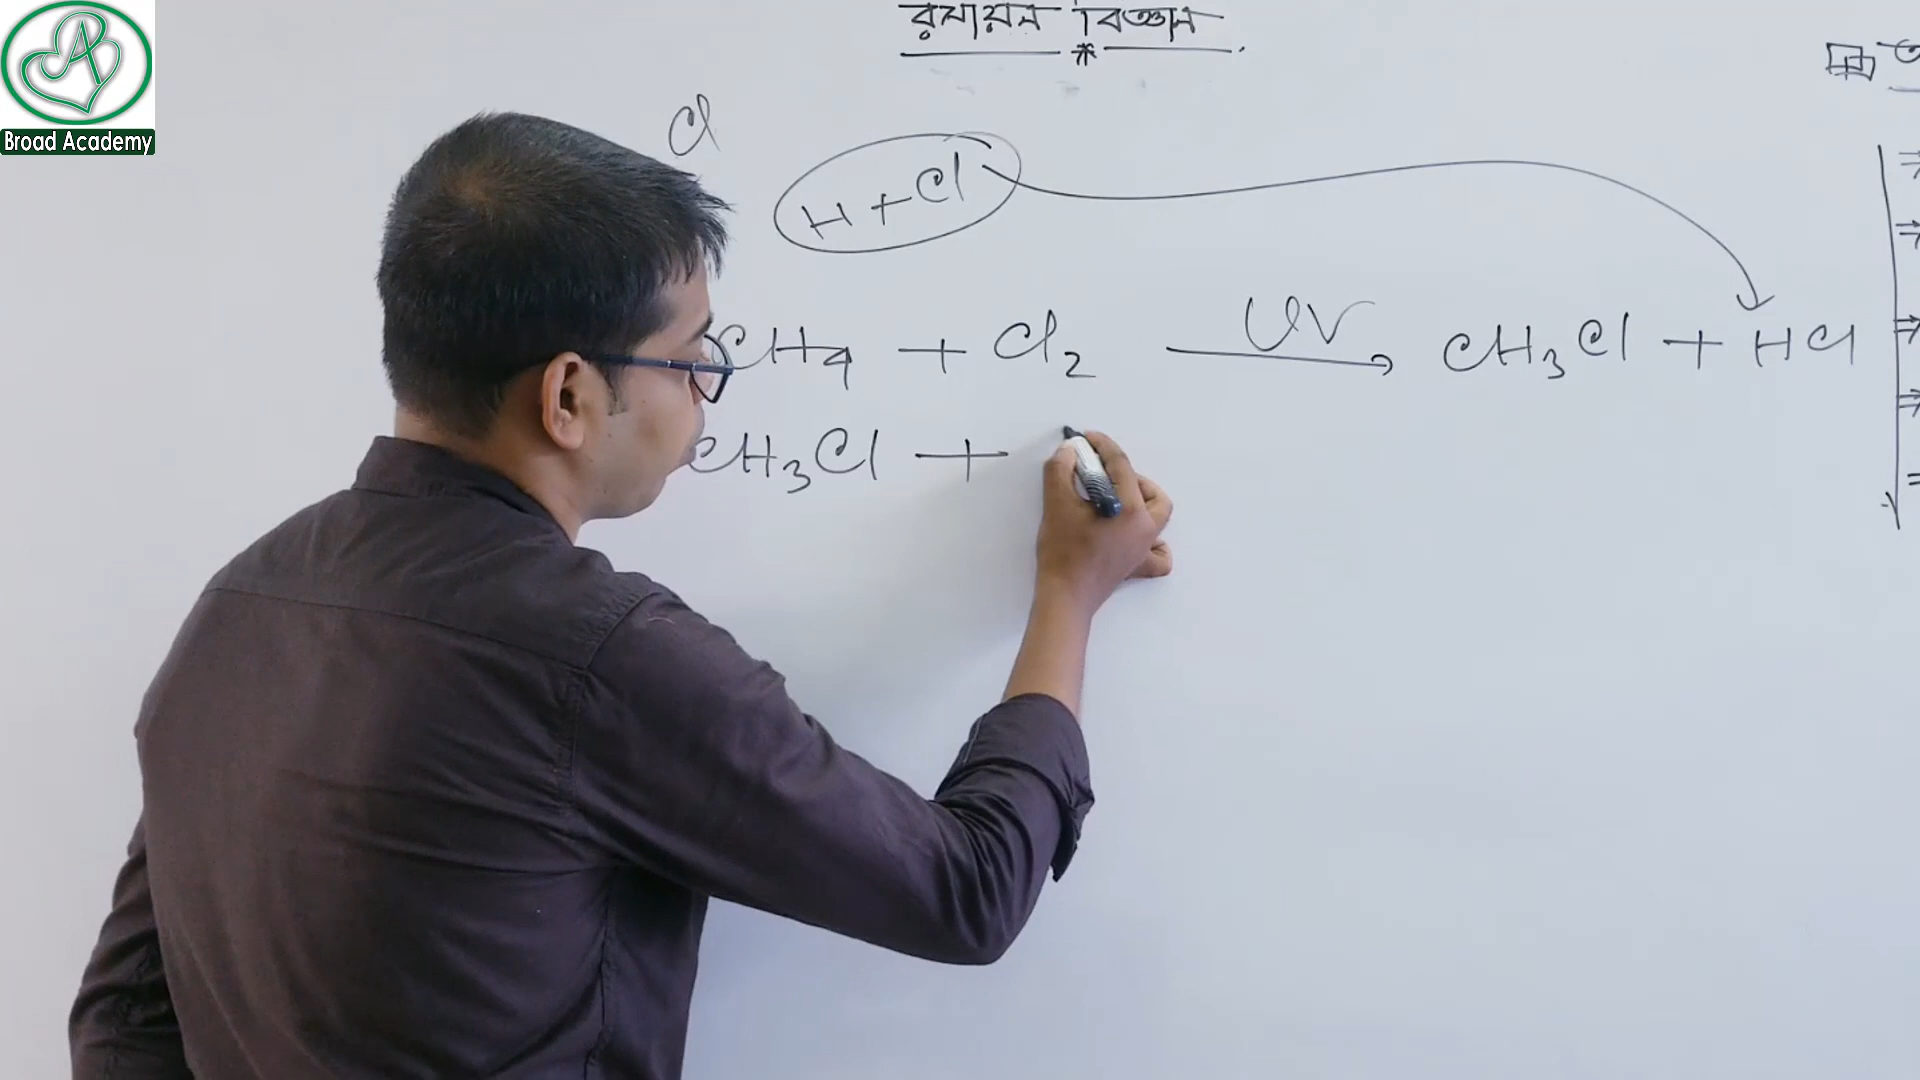 রসায়ন বিজ্ঞান
Cl
H + Cl
CH4 + Cl2 UV → CH3Cl + HCl
CH3Cl +
Broad Academy